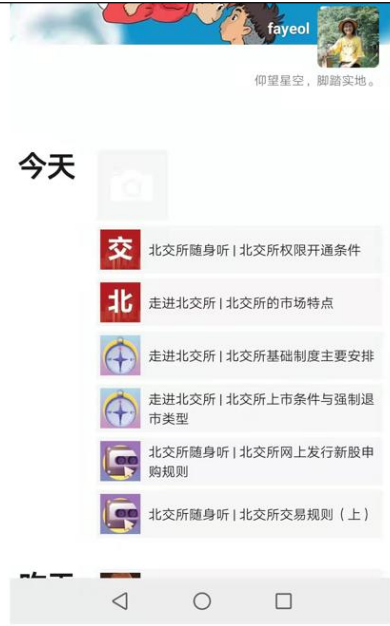 fayeol
仰望星空，脚踏实地。
今天
交
北交所随身听 | 北交所权限开通条件
北
走进北交所 | 北交所的市场特点
走进北交所 | 北交所基础制度主要安排
走进北交所 | 北交所上市条件与强制退
市类型
北交所随身听 | 北交所网上发行新股申
购规则
北交所随身听 | 北交所交易规则（上）
昨天